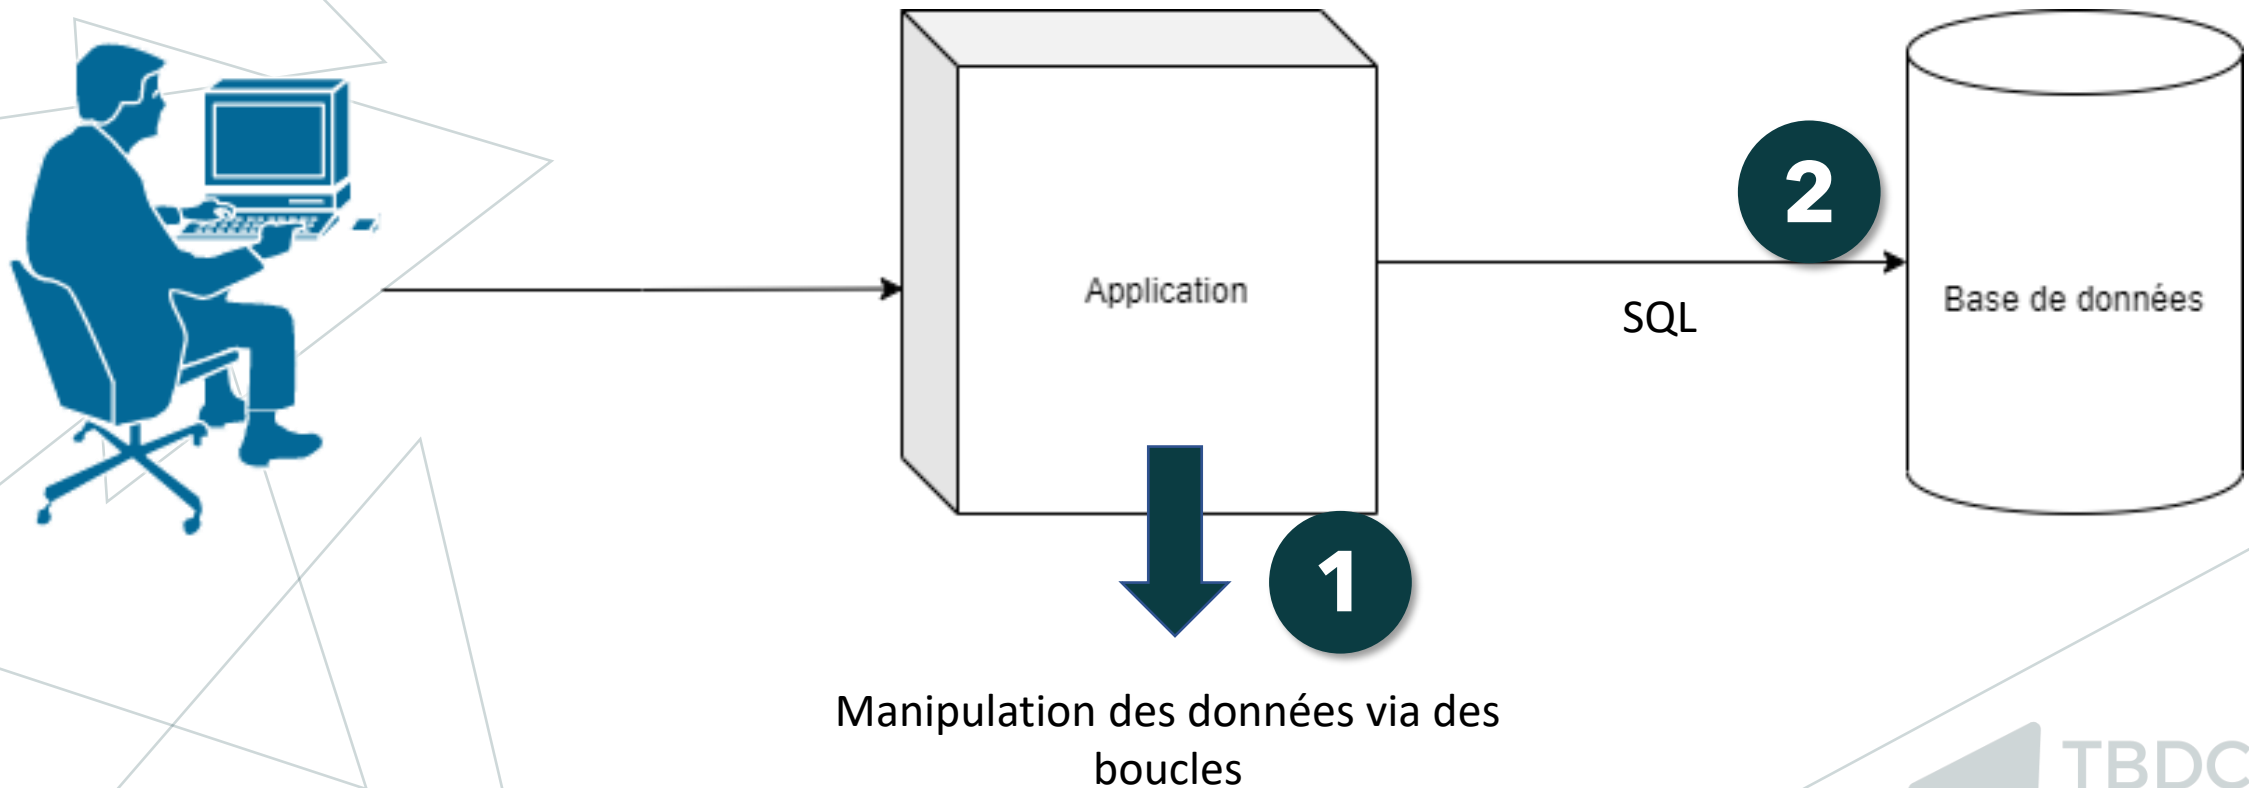 2
Application
SQL
Base de données
1
Manipulation des données via des
boucles
TBDC